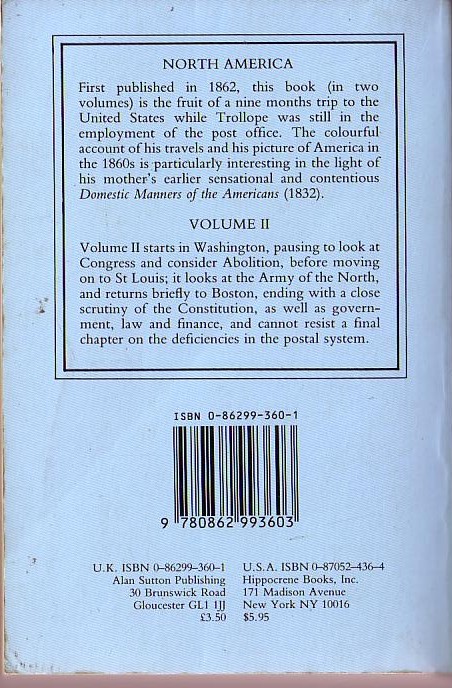 NORTH AMERICA
First published in 1862, this book (in two
volumes) is the fruit of a nine months trip to the
United States while Trollope was still in the
employment of the post office. The colourful
account of his travels and his picture of America in
the 1860s is particularly interesting in the light of
his mother's earlier sensational and contentious
Domestic Manners of the Americans (1832).
VOLUME II
Volume II starts in Washington, pausing to look at
Congress and consider Abolition, before moving
on to St Louis; it looks at the Army of the North,
and returns briefly to Boston, ending with a close
scrutiny of the Constitution, as well as govern-
ment, law and finance, and cannot resist a final
chapter on the deficiencies in the postal system.
ISBN 0-86299-360-1
9 780862 993603
U.K. ISBN 0–86299–360–1
Alan Sutton Publishing
30 Brunswick Road
Gloucester GL1 1JJ
£3.50
U.S.A. ISBN 0–87052–436–4
Hippocrene Books, Inc.
171 Madison Avenue
New York NY 10016
$5.95